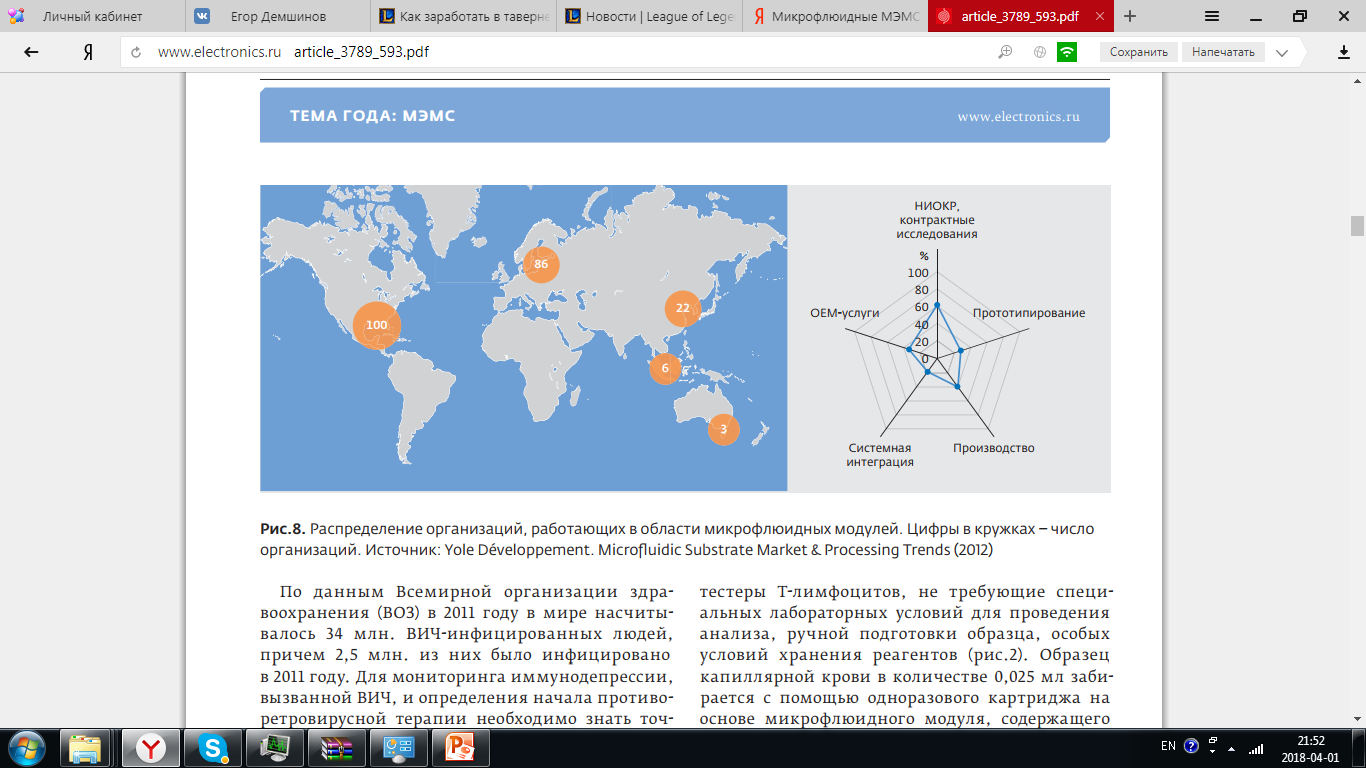 Личный кабинет
Егор Демшинов
Как заработать в таверне
Новости | League of Lege
Микрофлюидные МЭМС
article_3789_593.pdf
www.electronics.ru article_3789_593.pdf
Сохранить
Напечатать
ТЕМА ГОДА: МЭМС
www.electronics.ru
100
86
22
6
3
НИОКР,
контрактные
исследования
%
100
80
60
40
20
0
ОЕМ-услуги
Прототипирование
Системная
интеграция
Производство
Рис.8. Распределение организаций, работающих в области микрофлюидных модулей. Цифры в кружках – число
организаций. Источник: Yole Développement. Microfluidic Substrate Market & Processing Trends (2012)
По данным Всемирной организации здра-
воохранения (ВОЗ) в 2011 году в мире насчиты-
валось 34 млн. ВИЧ-инфицированных людей,
причем 2,5 млн. из них было инфицировано
в 2011 году. Для мониторинга иммунодепрессии,
вызванной ВИЧ, и определения начала противо-
ретровирусной терапии необходимо знать точ-
тестеры Т-лимфоцитов, не требующие специ-
альных лабораторных условий для проведения
анализа, ручной подготовки образца, особых
условий хранения реагентов (рис.2). Образец
капиллярной крови в количестве 0,025 мл заби-
рается с помощью одноразового картриджа на
основе микрофлюидного модуля, содержащего
EN
21:52
2018-04-01